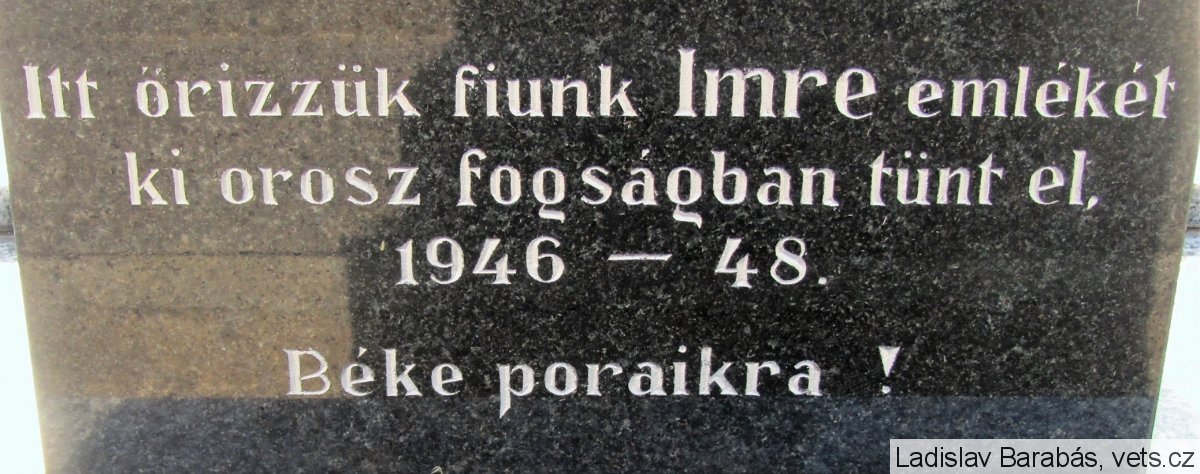 Itt őrizzük fiunk Imre emlékét
ki orosz fogságban tünt el,
1946 – 48.
Béke poraikra !
Ladislav Barabás, vets.cz